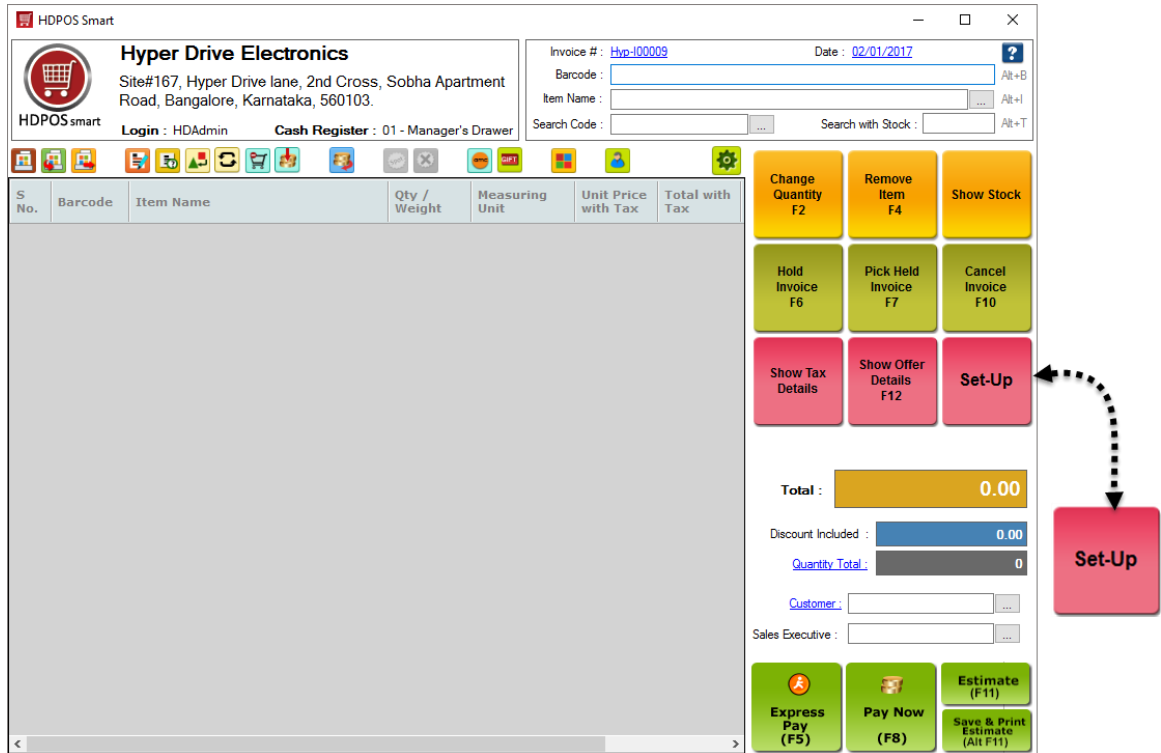 HDPOS Smart
HDPOS smart
Hyper Drive Electronics
Site#167, Hyper Drive lane, 2nd Cross, Sobha Apartment
Road, Bangalore, Karnataka, 560103.
Login : HDAdmin Cash Register : 01 - Manager's Drawer
Invoice # : Hyp-I00009 Date : 02/01/2017 ?
Barcode : Alt+B
Item Name : ... Alt+I
Search Code : ... Search with Stock : Alt+T
GIFT
S No.
Barcode
Item Name
Qty / Weight
Measuring Unit
Unit Price with Tax
Total with Tax
Change
Quantity
F2
Remove
Item
F4
Show Stock
Hold
Invoice
F6
Pick Held
Invoice
F7
Cancel
Invoice
F10
Show Tax
Details
Show Offer
Details
F12
Set-Up
Set-Up
Total : 0.00
Discount Included : 0.00
Quantity Total : 0
Customer : ...
Sales Executive : ...
Express
Pay
(F5)
Pay Now
(F8)
Estimate
(F11)
Save & Print
Estimate
(Alt F11)